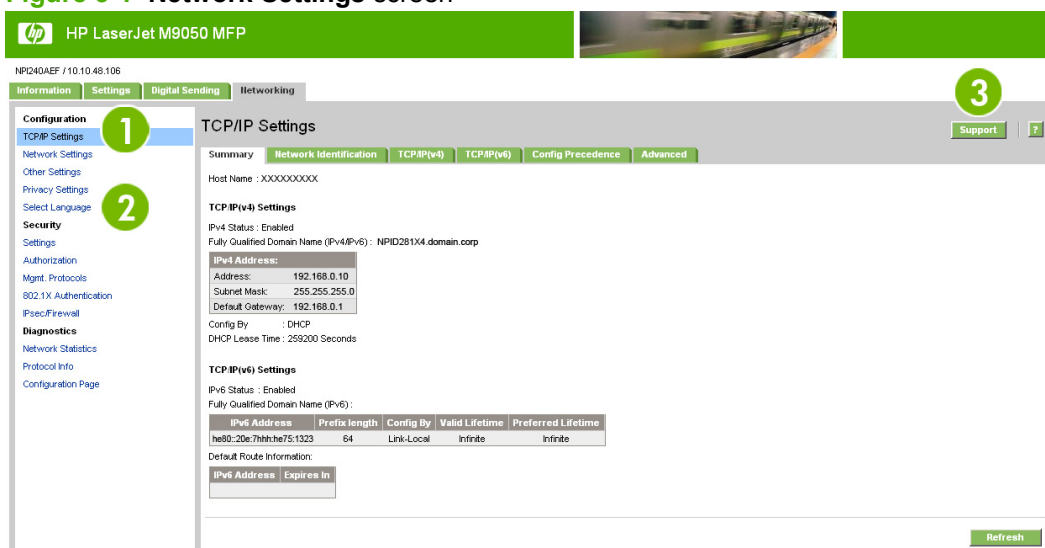 Network Settings screen
hp HP LaserJet M9050 MFP
NPI240AEF / 10.10.48.106
Information Settings Digital Sending Networking
3
Configuration
1
TCP/IP Settings
TCP/IP Settings
Support ?
Network Settings
Summary Network Identification TCP/IP(v4) TCP/IP(v6) Config Precedence Advanced
Other Settings
Privacy Settings
Select Language
2
Security
Settings
Authorization
Mgmt. Protocols
802.1X Authentication
IPsec/Firewall
Diagnostics
Network Statistics
Protocol Info
Configuration Page
Host Name : XXXXXXXXX
TCP/IP(v4) Settings
IPv4 Status : Enabled
Fully Qualified Domain Name (IPv4/IPv6) : NPID281X4.domain.corp
IPv4 Address:
Address: 192.168.0.10
Subnet Mask: 255.255.255.0
Default Gateway: 192.168.0.1
Config By : DHCP
DHCP Lease Time : 259200 Seconds
TCP/IP(v6) Settings
IPv6 Status : Enabled
Fully Qualified Domain Name (IPv6) :
IPv6 Address Prefix length Config By Valid Lifetime Preferred Lifetime
he80::20e:7hhh:he75:1323 64 Link-Local Infinite Infinite
Default Route Information:
IPv6 Address Expires In
Refresh